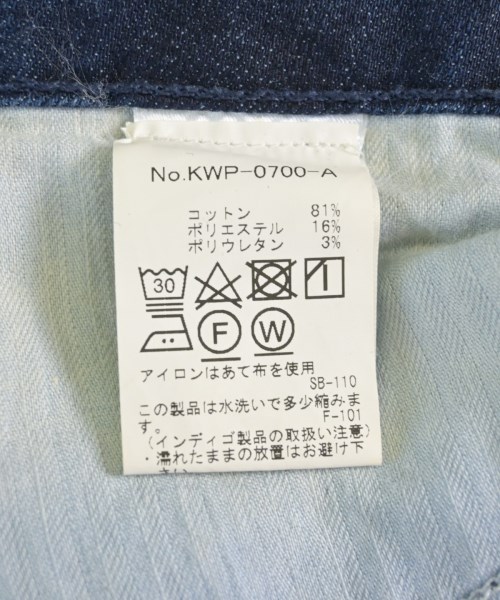 No.KWP-0700-A
コットン 81%
ポリエステル 16%
ポリウレタン 3%
30
F W
アイロンはあて布を使用
SB-110
この製品は水洗いで多少縮みま
F-101
す。
(インディゴ製品の取扱い注意)
・濡れたままの放置はお避け下
さい